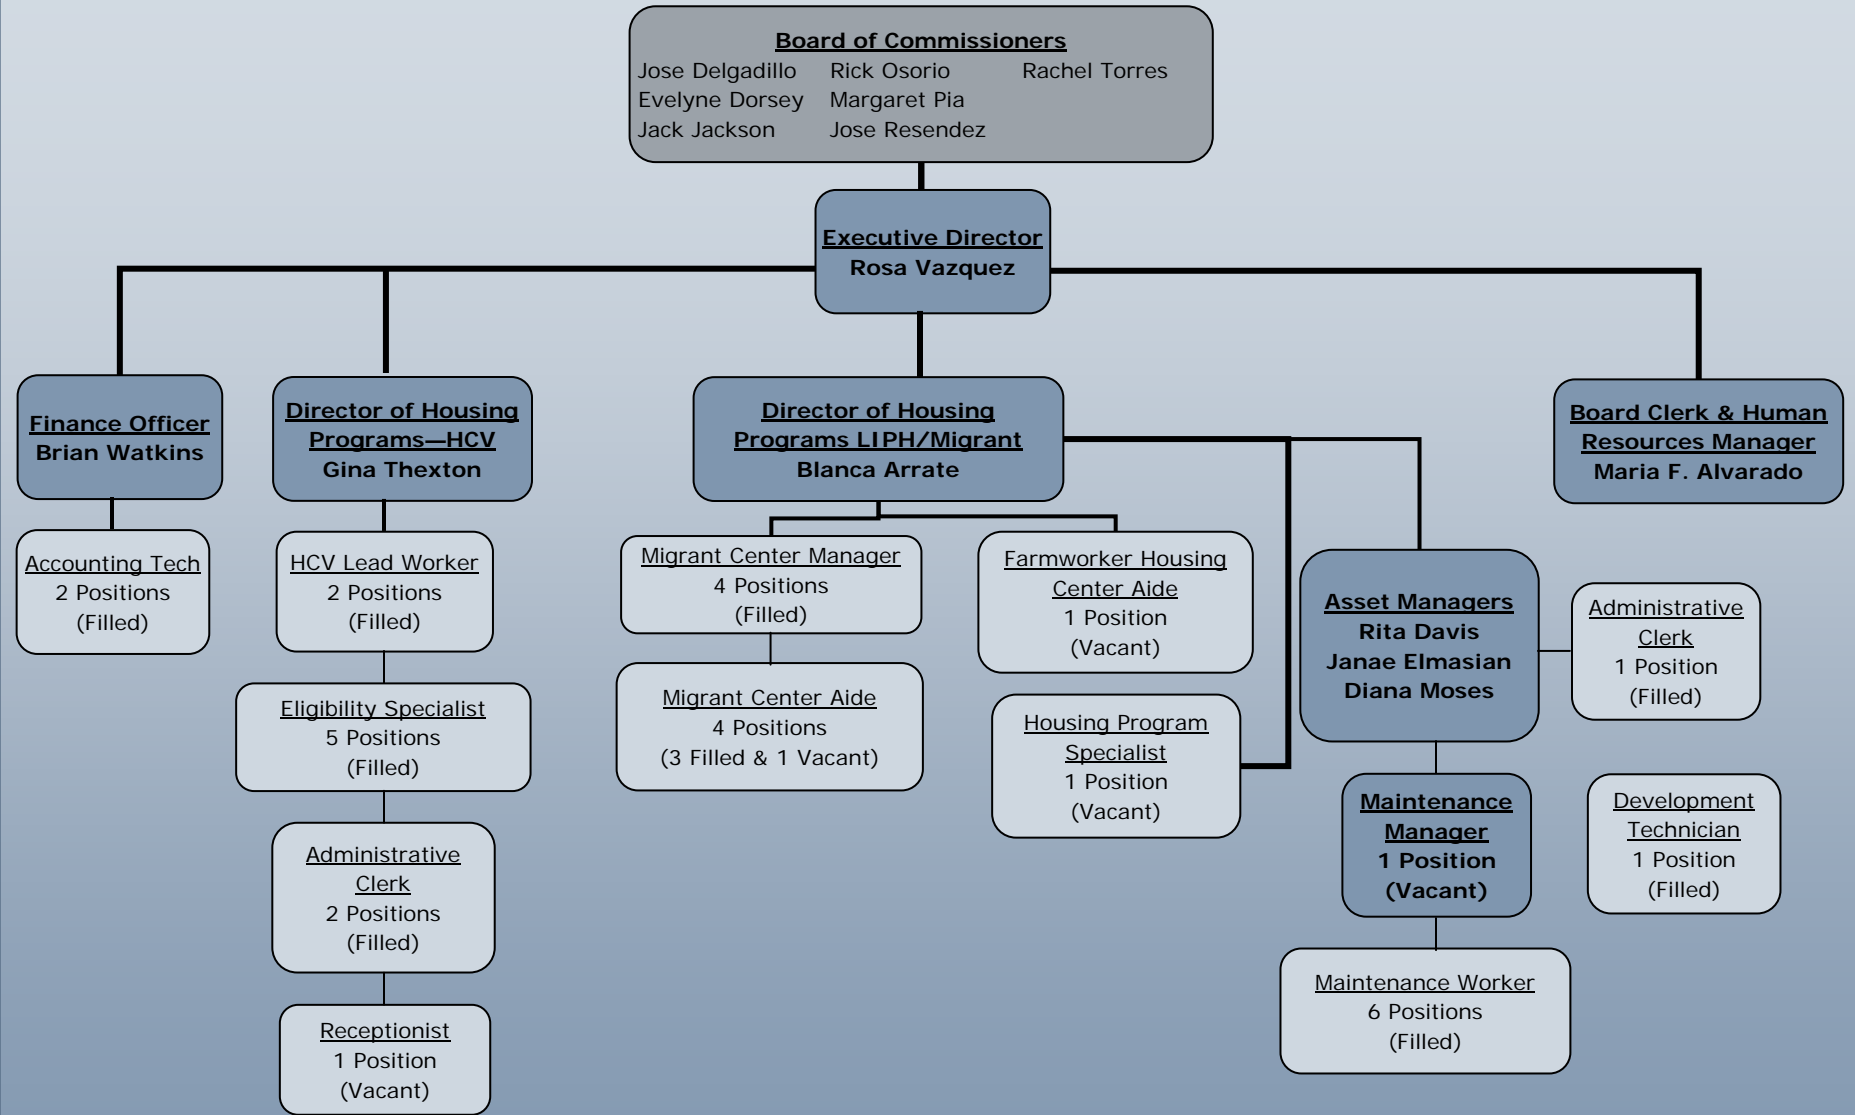 Board of Commissioners
Jose Delgadillo Rick Osorio Rachel Torres
Evelyne Dorsey Margaret Pia
Jack Jackson Jose Resendez
Executive Director
Rosa Vazquez
Finance Officer
Brian Watkins
Director of Housing
Programs—HCV
Gina Thexton
Director of Housing
Programs LIPH/Migrant
Blanca Arrate
Board Clerk & Human
Resources Manager
Maria F. Alvarado
Accounting Tech
2 Positions
(Filled)
HCV Lead Worker
2 Positions
(Filled)
Eligibility Specialist
5 Positions
(Filled)
Administrative
Clerk
2 Positions
(Filled)
Receptionist
1 Position
(Vacant)
Migrant Center Manager
4 Positions
(Filled)
Migrant Center Aide
4 Positions
(3 Filled & 1 Vacant)
Farmworker Housing
Center Aide
1 Position
(Vacant)
Housing Program
Specialist
1 Position
(Vacant)
Asset Managers
Rita Davis
Janae Elmasian
Diana Moses
Administrative
Clerk
1 Position
(Filled)
Maintenance
Manager
1 Position
(Vacant)
Development
Technician
1 Position
(Filled)
Maintenance Worker
6 Positions
(Filled)